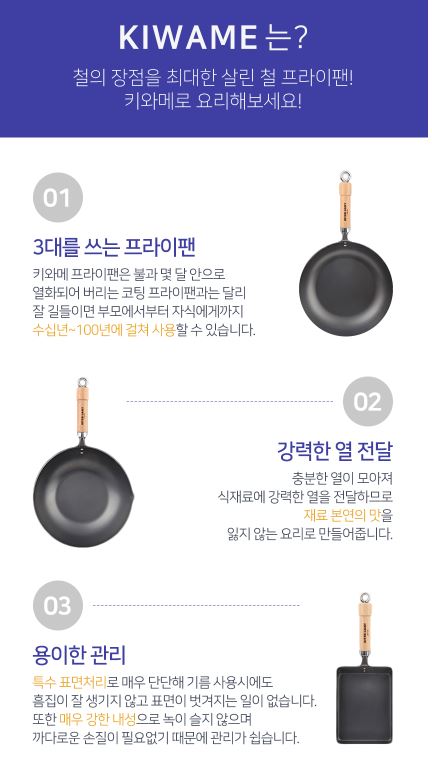 KIWAME 는?
철의 장점을 최대한 살린 철 프라이팬!
키와메로 요리해보세요!
01
3대를 쓰는 프라이팬
키와메 프라이팬은 불과 몇 달 안으로
열화되어 버리는 코팅 프라이팬과는 달리
잘 길들이면 부모에서부터 자식에게까지
수십년~100년에 걸쳐 사용할 수 있습니다.
02
강력한 열 전달
충분한 열이 모아져
식재료에 강력한 열을 전달하므로
재료 본연의 맛을
잃지 않는 요리로 만들어줍니다.
03
용이한 관리
특수 표면처리로 매우 단단해 기름 사용시에도
흠집이 잘 생기지 않고 표면이 벗겨지는 일이 없습니다.
또한 매우 강한 내성으로 녹이 슬지 않으며
까다로운 손질이 필요없기 때문에 관리가 쉽습니다.